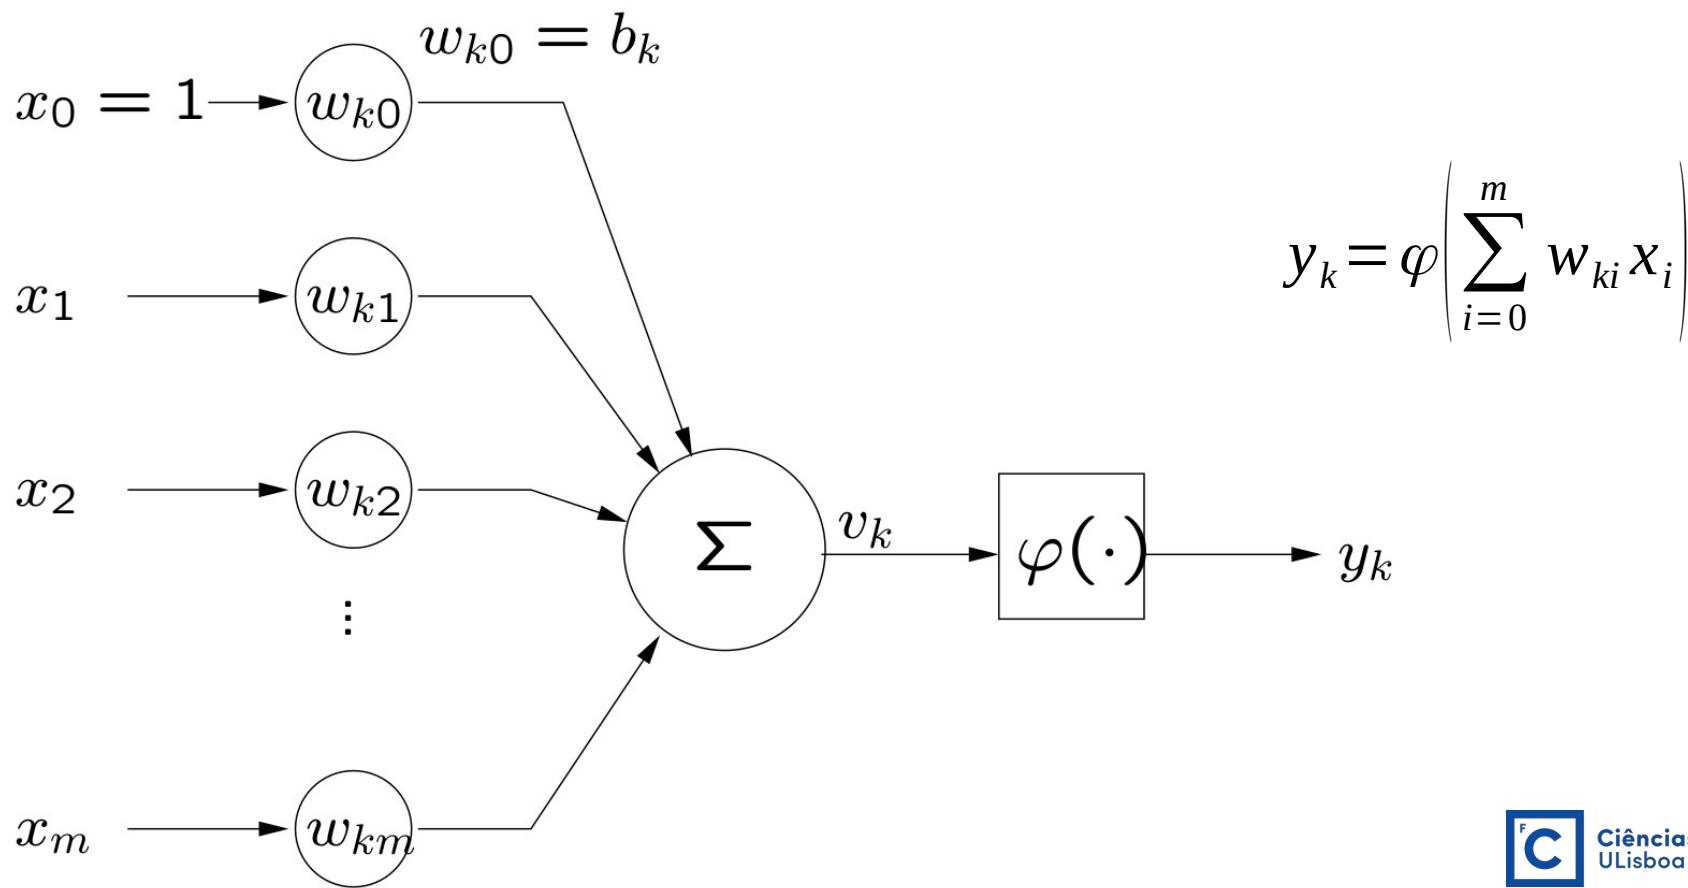 w_{k0} = b_k
x_0 = 1
w_{k0}
x_1
w_{k1}
y_k = φ(∑_{i=0}^{m} w_{ki} x_i)
x_2
w_{k2}
⋮
Σ
v_k
φ(·)
y_k
x_m
w_{km}
F
C
Ciência
ULisboa